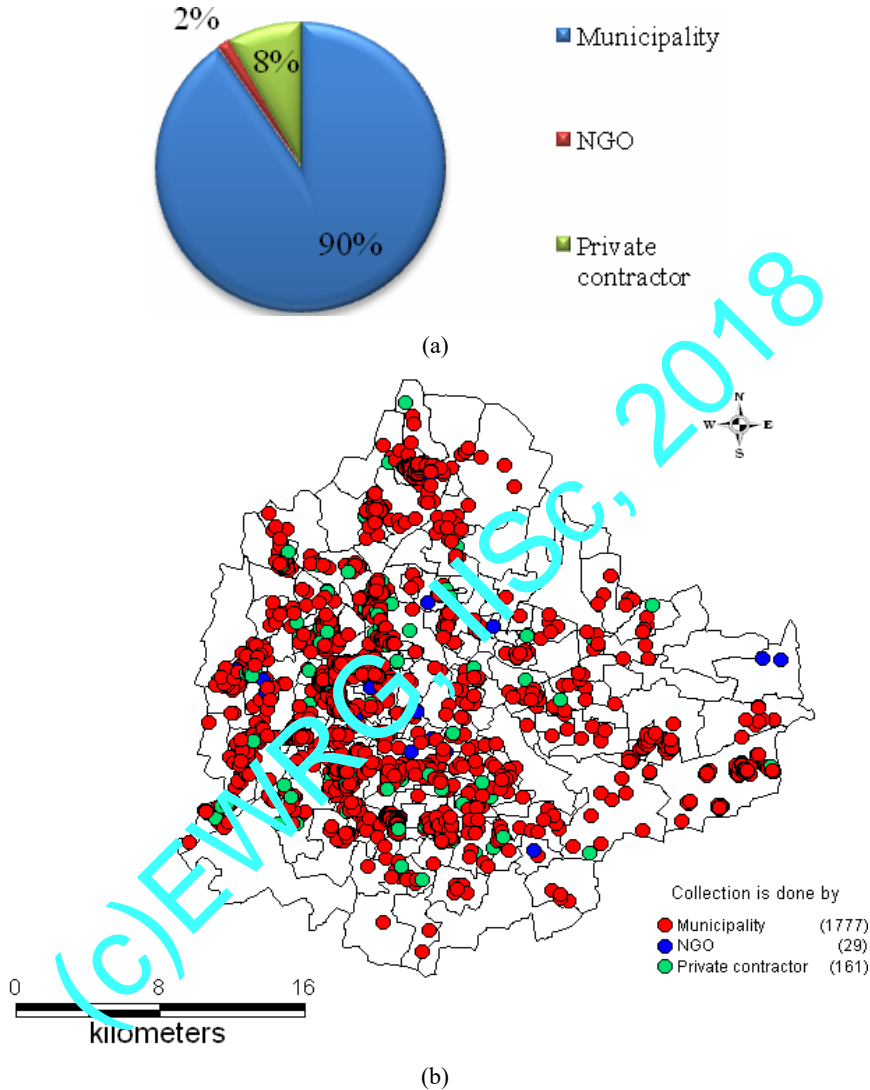 2%
8%
90%
Municipality
NGO
Private
contractor
(a)
N
W E
S
(c)EWRG, IISc, 2018
Collection is done by
Municipality (1777)
NGO (29)
Private contractor (161)
0 8 16
kilometers
(b)